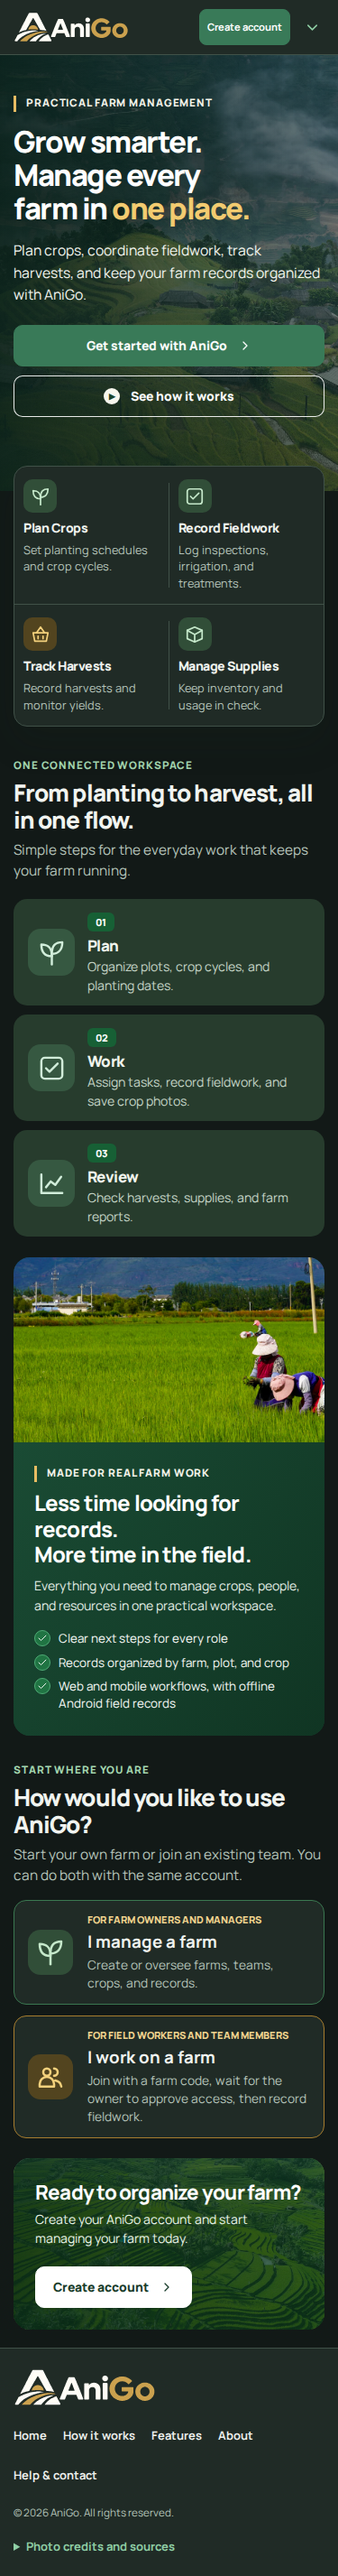 AniGo
Create account
PRACTICAL FARM MANAGEMENT
Grow smarter.
Manage every
farm in one place.
Plan crops, coordinate fieldwork, track
harvests, and keep your farm records organized
with AniGo.
Get started with AniGo
See how it works
Plan Crops
Set planting schedules
and crop cycles.
Record Fieldwork
Log inspections,
irrigation, and
treatments.
Track Harvests
Record harvests and
monitor yields.
Manage Supplies
Keep inventory and
usage in check.
ONE CONNECTED WORKSPACE
From planting to harvest, all
in one flow.
Simple steps for the everyday work that keeps
your farm running.
01
Plan
Organize plots, crop cycles, and
planting dates.
02
Work
Assign tasks, record fieldwork, and
save crop photos.
03
Review
Check harvests, supplies, and farm
reports.
MADE FOR REAL FARM WORK
Less time looking for
records.
More time in the field.
Everything you need to manage crops, people,
and resources in one practical workspace.
Clear next steps for every role
Records organized by farm, plot, and crop
Web and mobile workflows, with offline
Android field records
START WHERE YOU ARE
How would you like to use
AniGo?
Start your own farm or join an existing team. You
can do both with the same account.
FOR FARM OWNERS AND MANAGERS
I manage a farm
Create or oversee farms, teams,
crops, and records.
FOR FIELD WORKERS AND TEAM MEMBERS
I work on a farm
Join with a farm code, wait for the
owner to approve access, then record
fieldwork.
Ready to organize your farm?
Create your AniGo account and start
managing your farm today.
Create account
AniGo
Home How it works Features About
Help & contact
© 2026 AniGo. All rights reserved.
Photo credits and sources